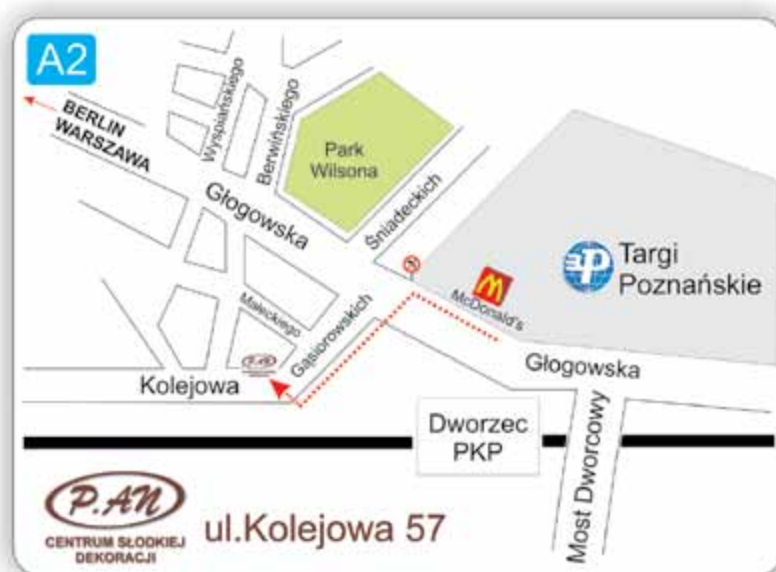 A2
BERLIN
WARSZAWA
Wyspiańskiego
Berwińskiego
Park
Wilsona
Głogowska
Śniadeckich
Targi
Poznańskie
McDonald's
Małeckiego
Gąsiorowskich
P.AN
Kolejowa
Głogowska
Dworzec
PKP
Most Dworcowy
P.AN
CENTRUM SŁODKIEJ
DEKORACJI
ul.Kolejowa 57